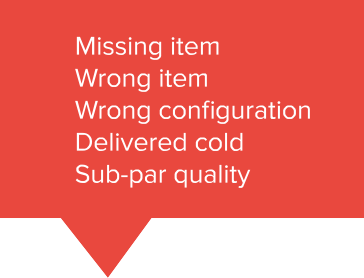 Missing item
Wrong item
Wrong configuration
Delivered cold
Sub-par quality